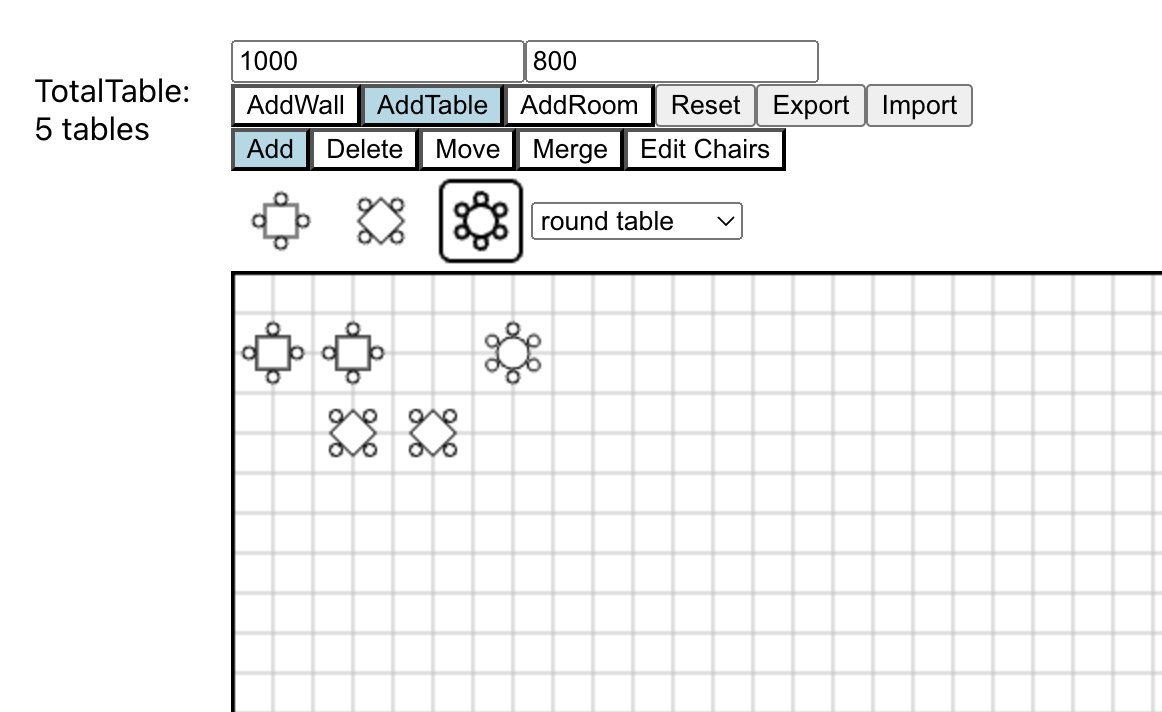 1000 800
TotalTable:
5 tables
AddWall AddTable AddRoom Reset Export Import
Add Delete Move Merge Edit Chairs
round table